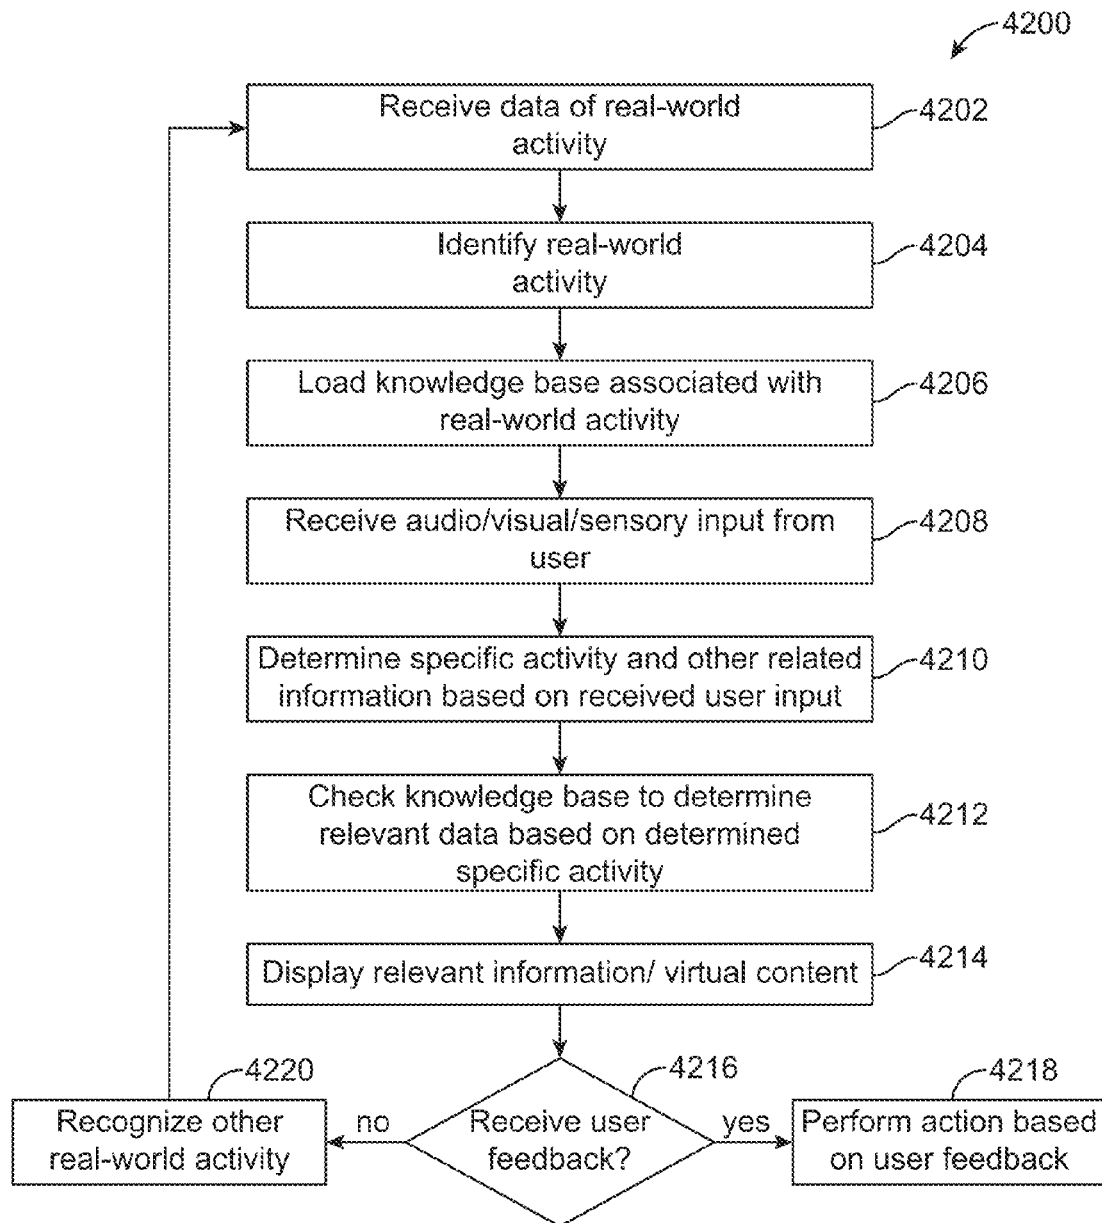 4200
Receive data of real-world
activity
4202
Identify real-world
activity
4204
Load knowledge base associated with
real-world activity
4206
Receive audio/visual/sensory input from
user
4208
Determine specific activity and other related
information based on received user input
4210
Check knowledge base to determine
relevant data based on determined
specific activity
4212
Display relevant information/ virtual content
4214
4220
Recognize other
real-world activity
no
4216
Receive user
feedback?
yes
4218
Perform action based
on user feedback